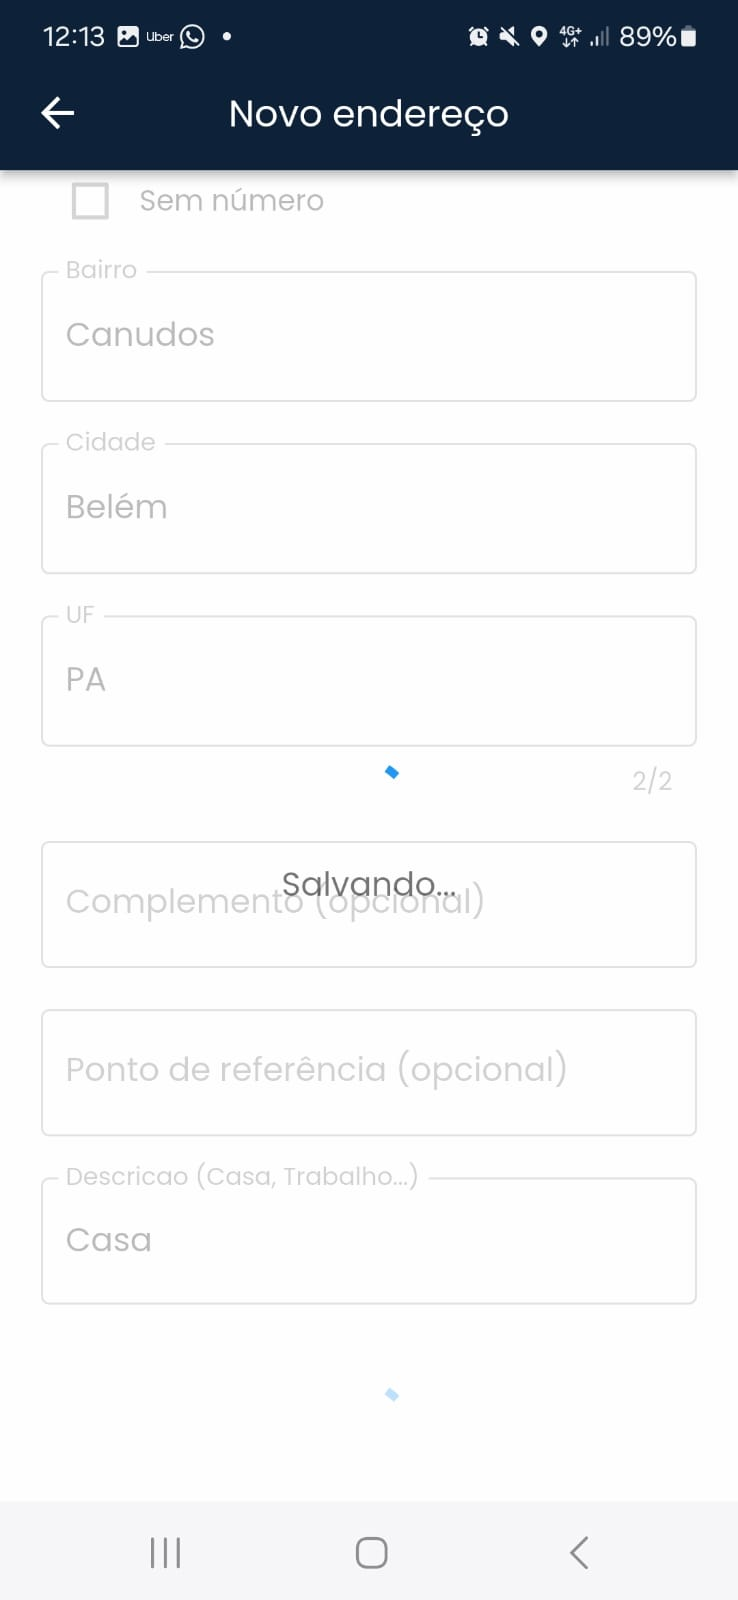 12:13 Uber 4G+ 89%
Novo endereço
Sem número
Bairro
Canudos
Cidade
Belém
UF
PA
2/2
Salvando...
Complemento (opcional)
Ponto de referência (opcional)
Descricao (Casa, Trabalho...)
Casa